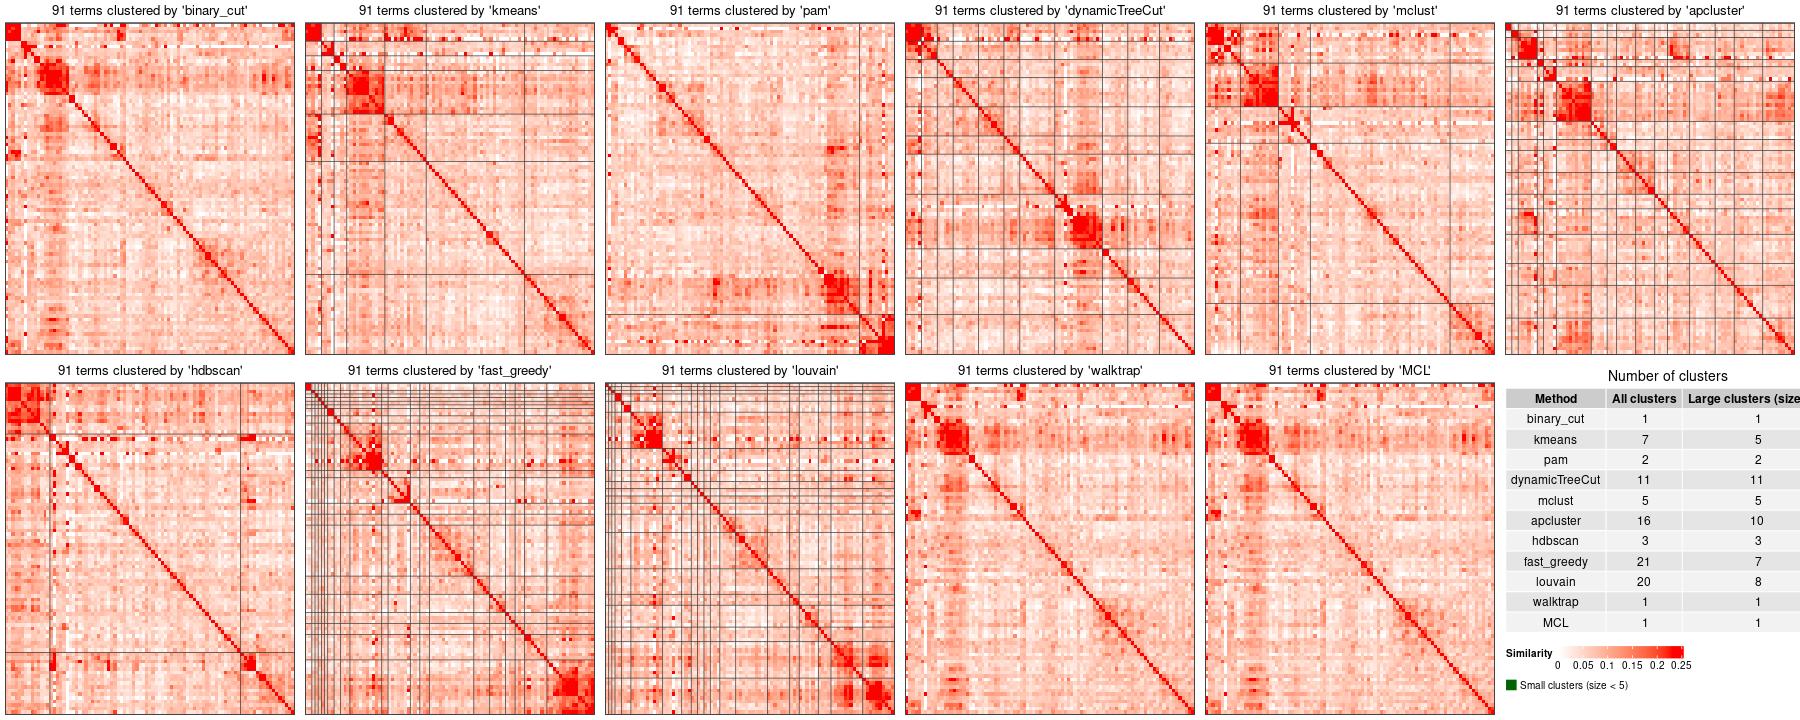 91 terms clustered by 'binary_cut'
91 terms clustered by 'kmeans'
91 terms clustered by 'pam'
91 terms clustered by 'dynamicTreeCut'
91 terms clustered by 'mclust'
91 terms clustered by 'apcluster'
91 terms clustered by 'hdbscan'
91 terms clustered by 'fast_greedy'
91 terms clustered by 'louvain'
91 terms clustered by 'walktrap'
91 terms clustered by 'MCL'
Number of clusters
Method All clusters Large clusters (size
binary_cut 1 1
kmeans 7 5
pam 2 2
dynamicTreeCut 11 11
mclust 5 5
apcluster 16 10
hdbscan 3 3
fast_greedy 21 7
louvain 20 8
walktrap 1 1
MCL 1 1
Similarity
0 0.05 0.1 0.15 0.2 0.25
Small clusters (size < 5)